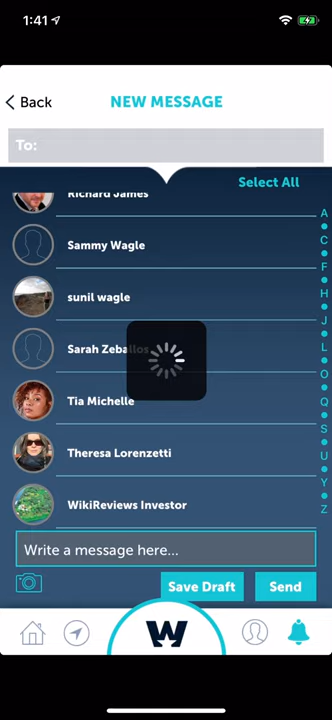 1:41
Back
NEW MESSAGE
To:
Select All
Richard James
Sammy Wagle
sunil wagle
Sarah Zeballos
Tia Michelle
Theresa Lorenzetti
WikiReviews Investor
A
C
F
H
J
L
O
Q
S
U
Y
Z
Write a message here...
Save Draft
Send
W